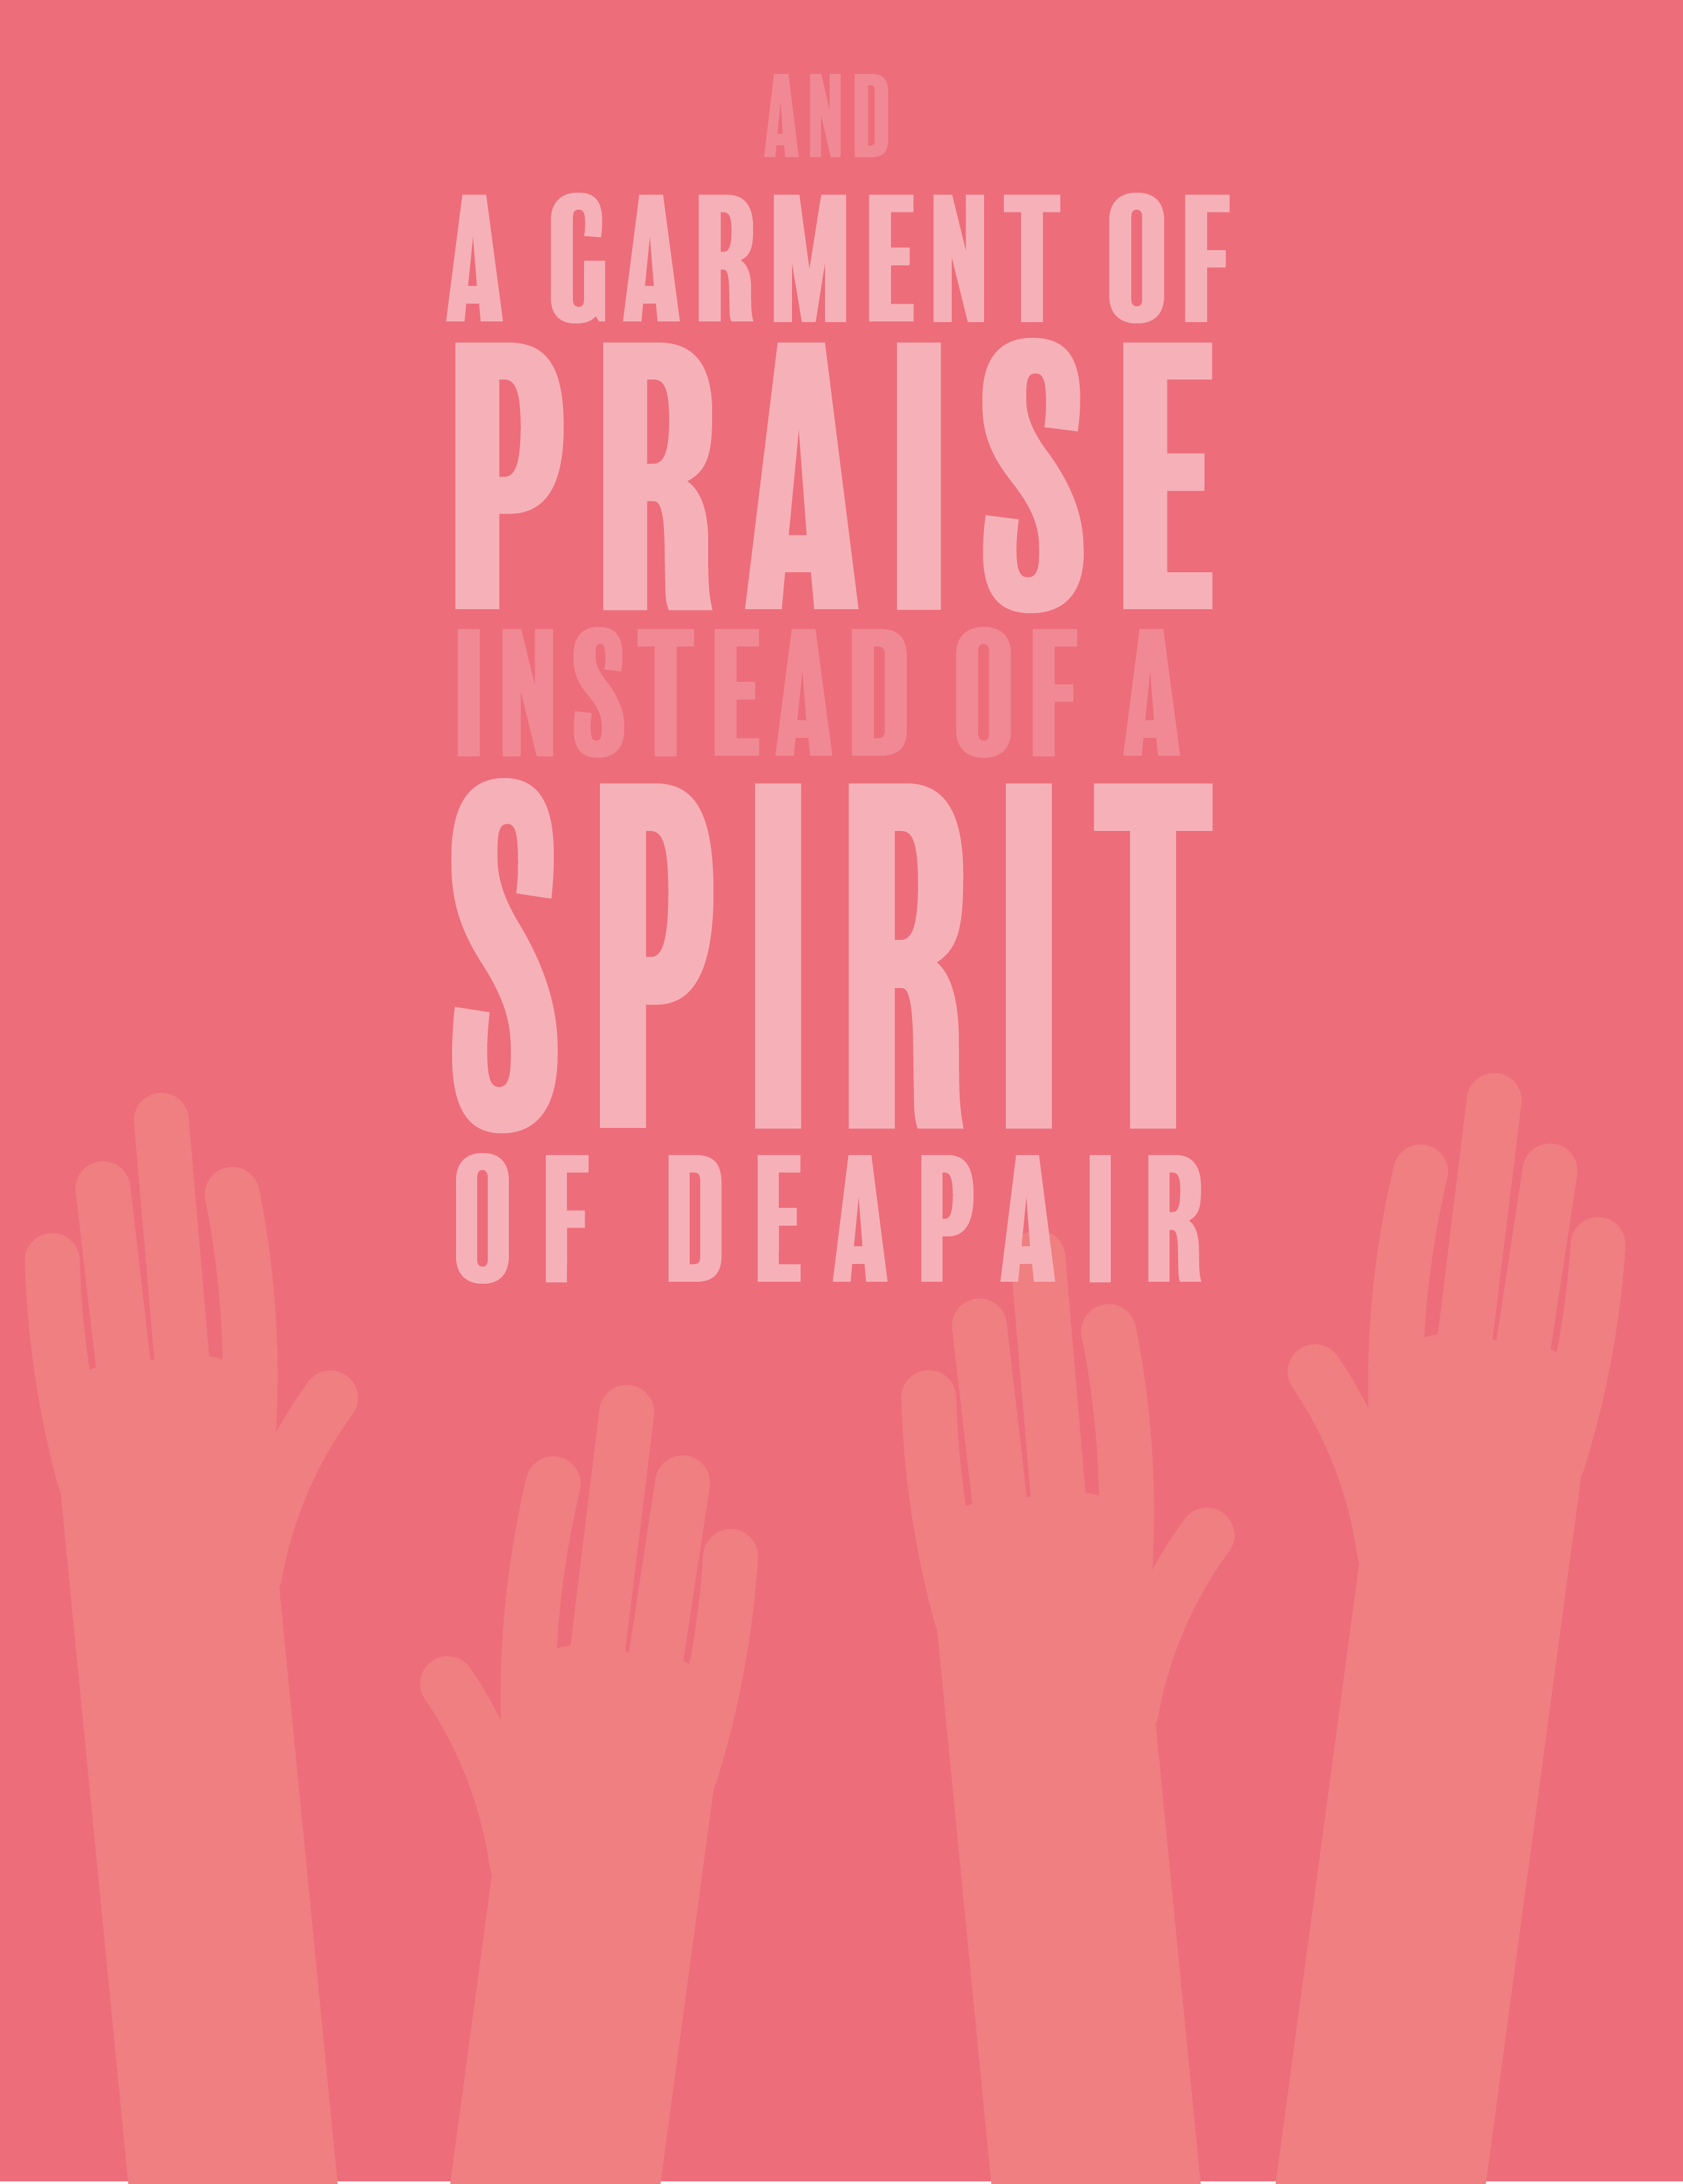 AND
A GARMENT OF
PRAISE
INSTEAD OF A
SPIRIT
OF DEAPAIR